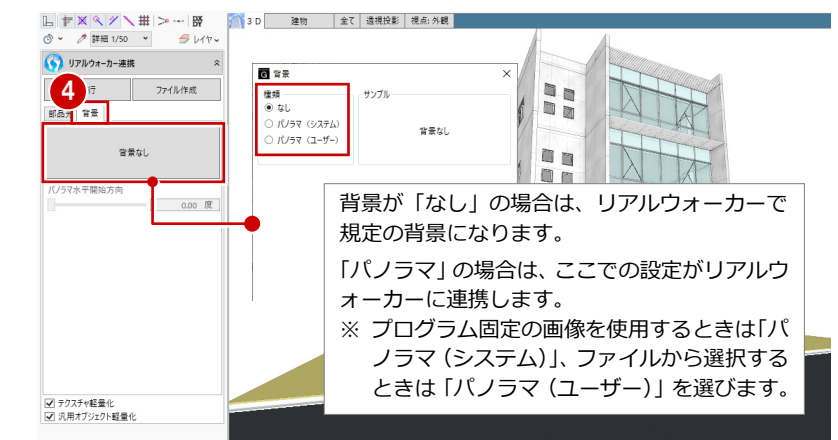 3 D 建物 全て 透視投影 視点: 外観
詳細 1/50 レイヤ
リアルウォーカー連携
4
行 ファイル作成
部品 背景
背景なし
パノラマ水平開始方向
0.00 度
テクスチャ軽量化
汎用オブジェクト軽量化
G 背景
種類
なし
パノラマ (システム)
パノラマ (ユーザー)
サンプル
背景なし
背景が「なし」の場合は、リアルウォーカーで
規定の背景になります。
「パノラマ」の場合は、ここでの設定がリアルウ
ォーカーに連携します。
※ プログラム固定の画像を使用するときは「パ
ノラマ（システム）」、ファイルから選択する
ときは「パノラマ（ユーザー）」を選びます。